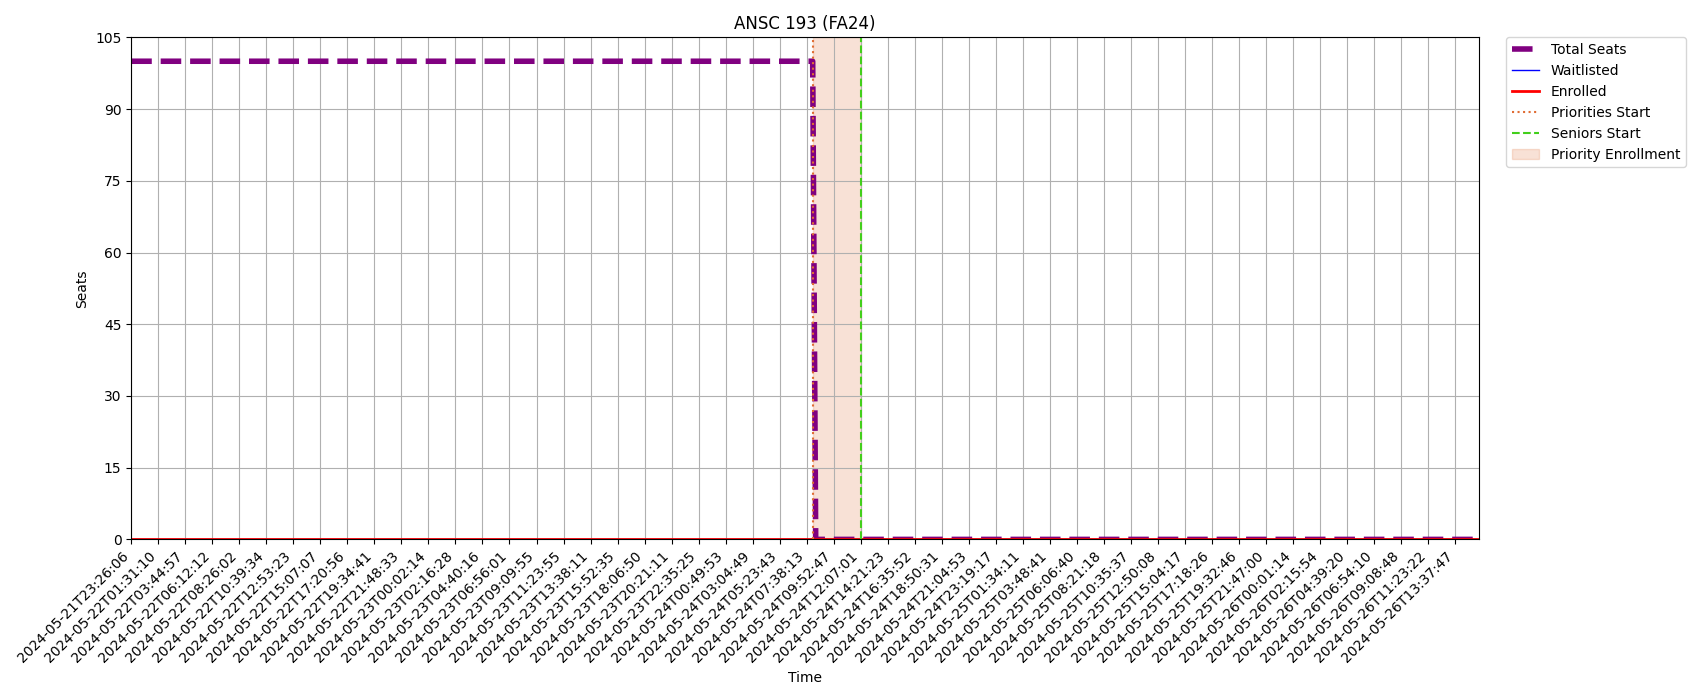 ANSC 193 (FA24)
105
90
75
60
45
30
15
0
Seats
Total Seats
Waitlisted
Enrolled
Priorities Start
Seniors Start
Priority Enrollment
2024-05-21T23:26:06
2024-05-22T01:31:10
2024-05-22T03:44:57
2024-05-22T06:12:12
2024-05-22T08:26:02
2024-05-22T10:39:34
2024-05-22T12:53:23
2024-05-22T15:07:07
2024-05-22T17:20:56
2024-05-22T19:34:41
2024-05-22T21:48:33
2024-05-23T00:02:14
2024-05-23T02:16:28
2024-05-23T04:40:16
2024-05-23T06:56:01
2024-05-23T09:09:55
2024-05-23T11:23:55
2024-05-23T13:38:11
2024-05-23T15:52:35
2024-05-23T18:06:50
2024-05-23T20:21:11
2024-05-23T22:35:25
2024-05-24T00:49:53
2024-05-24T03:04:49
2024-05-24T05:23:43
2024-05-24T07:38:13
2024-05-24T09:52:47
2024-05-24T12:07:01
2024-05-24T14:21:23
2024-05-24T16:35:52
2024-05-24T18:50:31
2024-05-24T21:04:53
2024-05-24T23:19:17
2024-05-25T01:34:11
2024-05-25T03:48:41
2024-05-25T06:06:40
2024-05-25T08:21:18
2024-05-25T10:35:37
2024-05-25T12:50:08
2024-05-25T15:04:17
2024-05-25T17:18:26
2024-05-25T19:32:46
2024-05-25T21:47:00
2024-05-26T00:01:14
2024-05-26T02:15:54
2024-05-26T04:39:20
2024-05-26T06:54:10
2024-05-26T09:08:48
2024-05-26T11:23:22
2024-05-26T13:37:47
Time